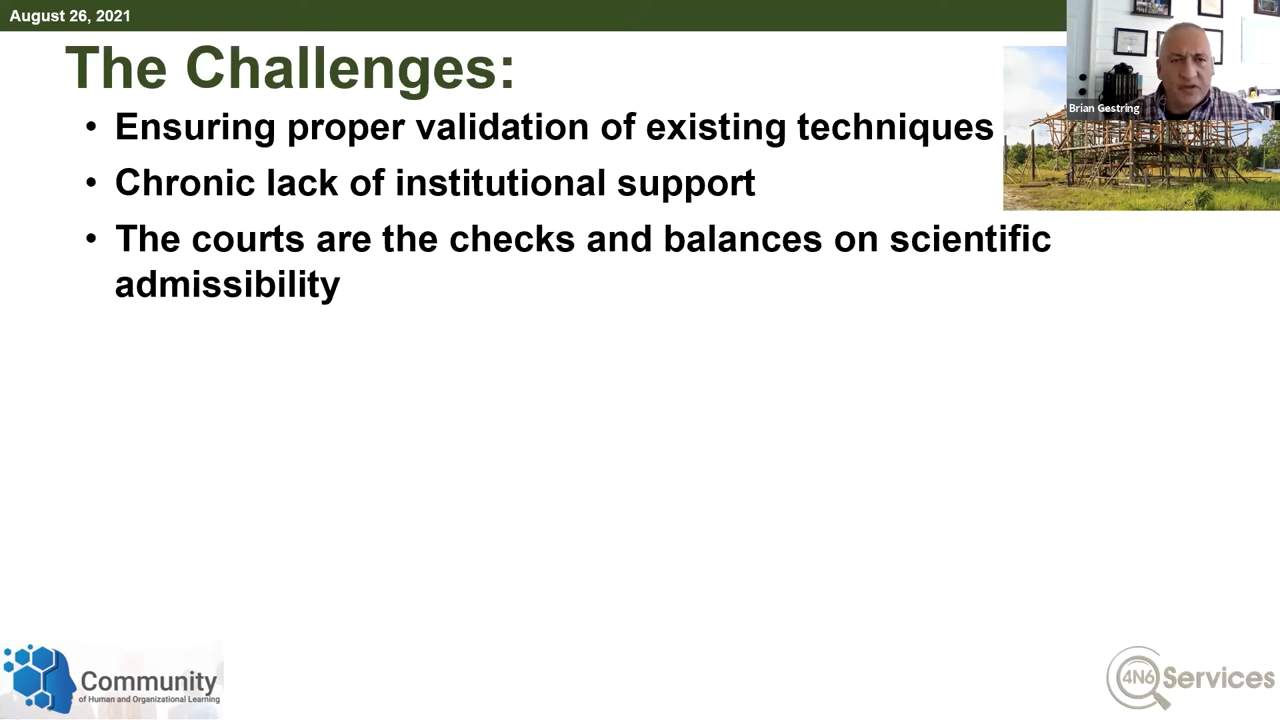 August 26, 2021
The Challenges:
Brian Gestring
• Ensuring proper validation of existing techniques
• Chronic lack of institutional support
• The courts are the checks and balances on scientific
admissibility
Community
of Human and Organizational Learning
4N6 Services